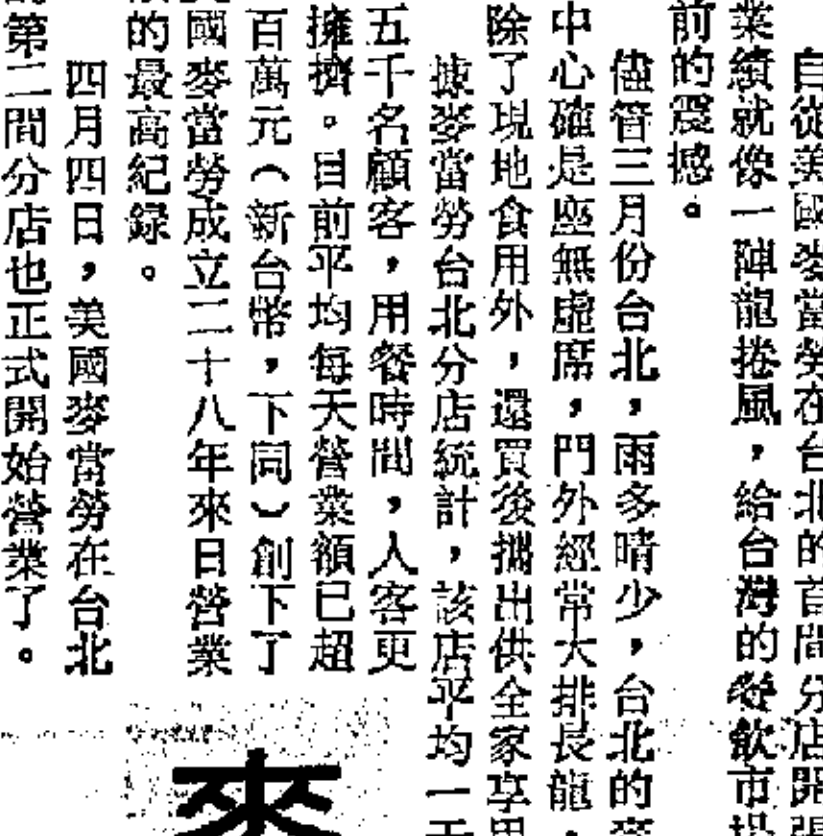 自從美國麥當勞在台北的首間分店開張
業績就像一陣龍捲風，給台灣的餐飲市場
前的震撼。
儘管三月份台北，雨多晴少，台北的麥
中心確是座無虛席，門外經常大排長龍，
除了現地食用外，還買後攜出供全家享用
據麥當勞台北分店統計，該店平均一天
五千名顧客，用餐時間，人客更
擁擠。目前平均每天營業額已超
百萬元（新台幣，下同）創下了
國麥當勞成立二十八年來日營業
的最高紀錄。
四月四日，美國麥當勞在台北
的第二間分店也正式開始營業了。
來